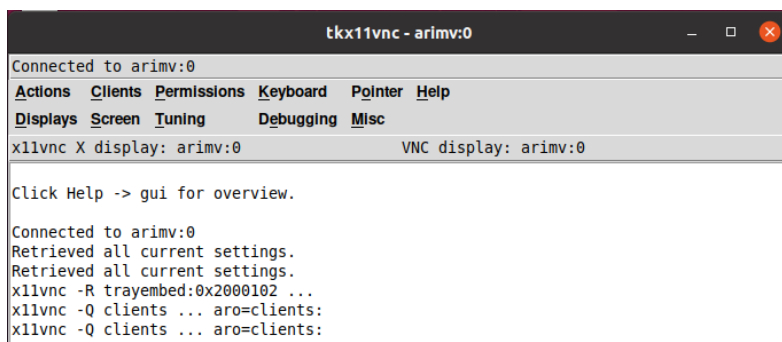 tkx11vnc - arimv:0
Connected to arimv:0
Actions Clients Permissions Keyboard Pointer Help
Displays Screen Tuning Debugging Misc
x11vnc X display: arimv:0 VNC display: arimv:0
Click Help -> gui for overview.
Connected to arimv:0
Retrieved all current settings.
Retrieved all current settings.
x11vnc -R trayembed:0x2000102 ...
x11vnc -Q clients ... aro=clients:
x11vnc -Q clients ... aro=clients: